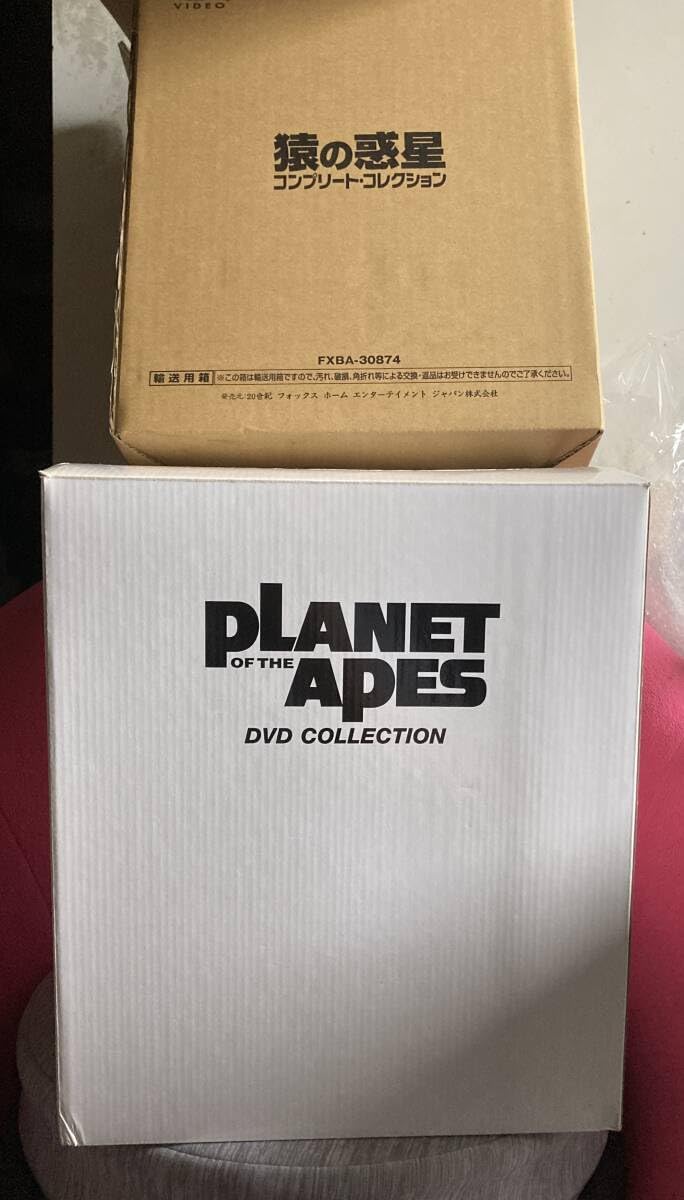 VIDEO
猿の惑星
コンプリート・コレクション
FXBA-30874
輸送用箱 ※この箱は輸送用箱ですので、汚れ、破損、角折れ等による交換・返品はお受けできませんのでご了承ください。
発売元/20世紀 フォックス ホーム エンターテイメント ジャパン株式会社
PLANET
OF THE APES
DVD COLLECTION